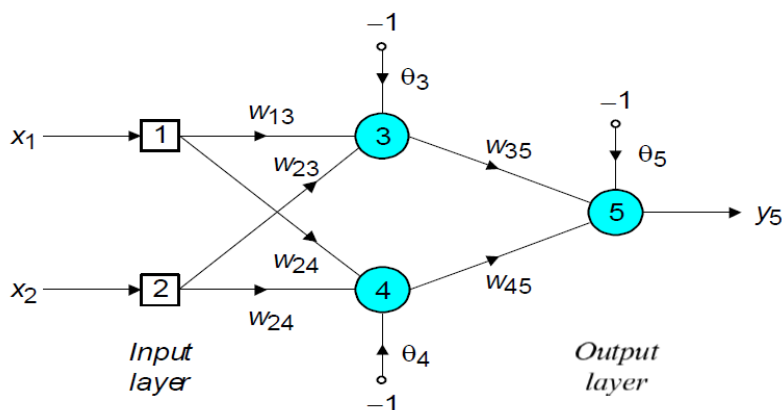 −1
θ3
x1
1
w13
3
w35
−1
θ5
w23
5
y5
w24
w45
x2
2
w24
4
Input
layer
θ4
−1
Output
layer